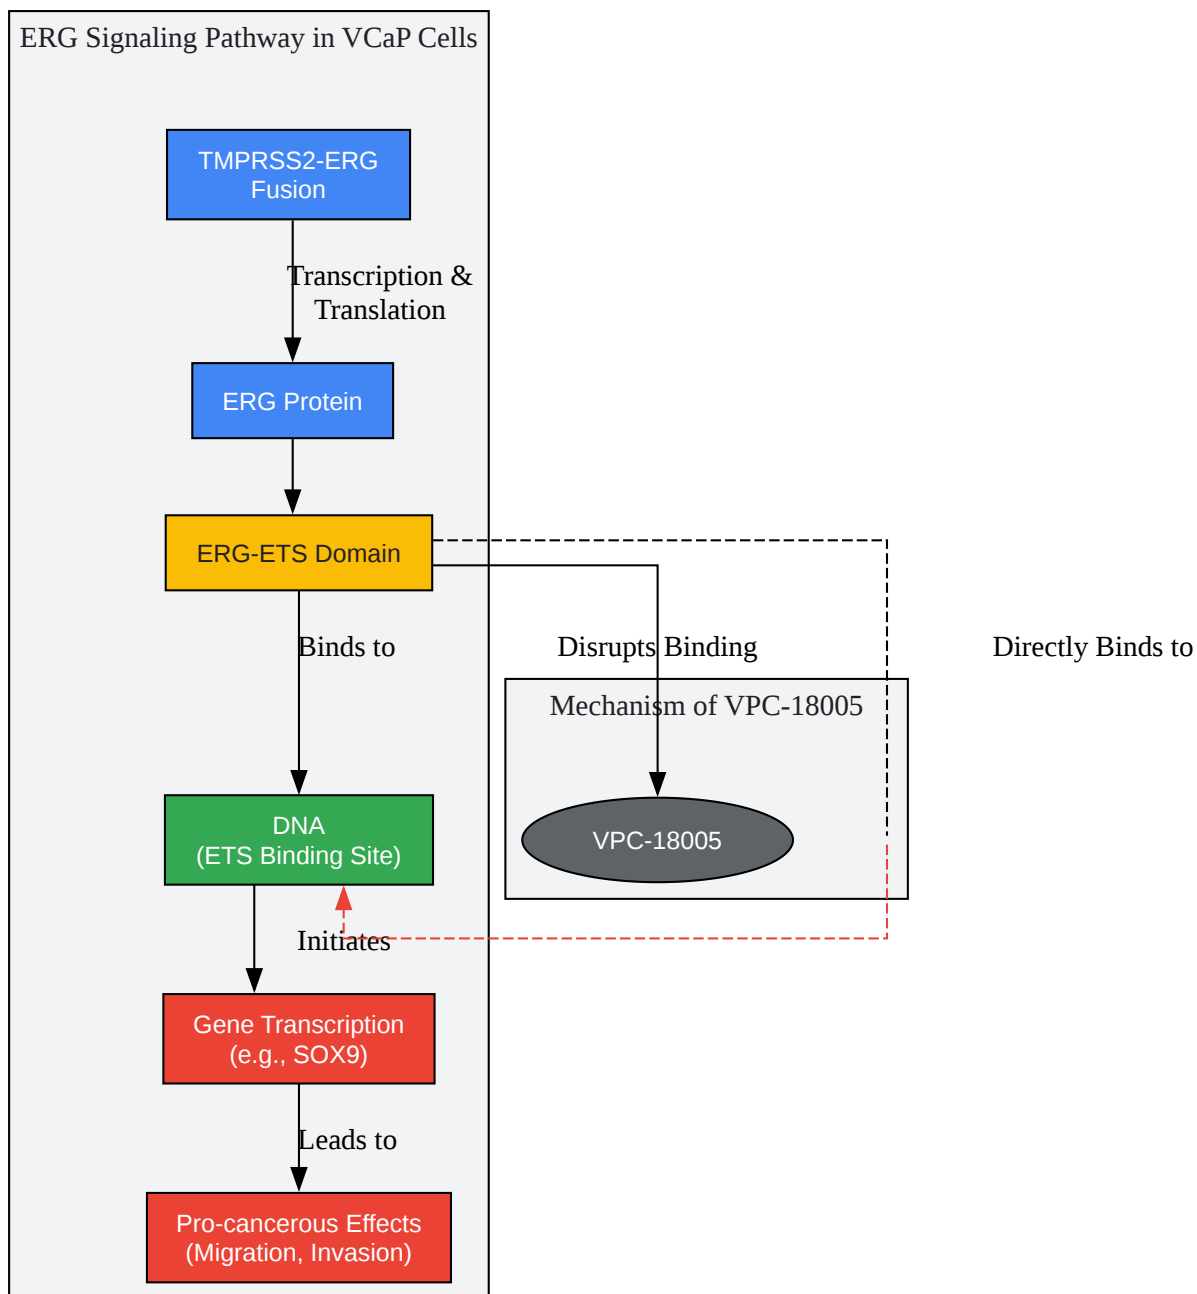 ERG Signaling Pathway in VCaP Cells
TMPRSS2-ERG
Fusion
Transcription &
Translation
ERG Protein
ERG-ETS Domain
Binds to
Disrupts Binding
Directly Binds to
Mechanism of VPC-18005
DNA
(ETS Binding Site)
VPC-18005
Initiates
Gene Transcription
(e.g., SOX9)
Leads to
Pro-cancerous Effects
(Migration, Invasion)